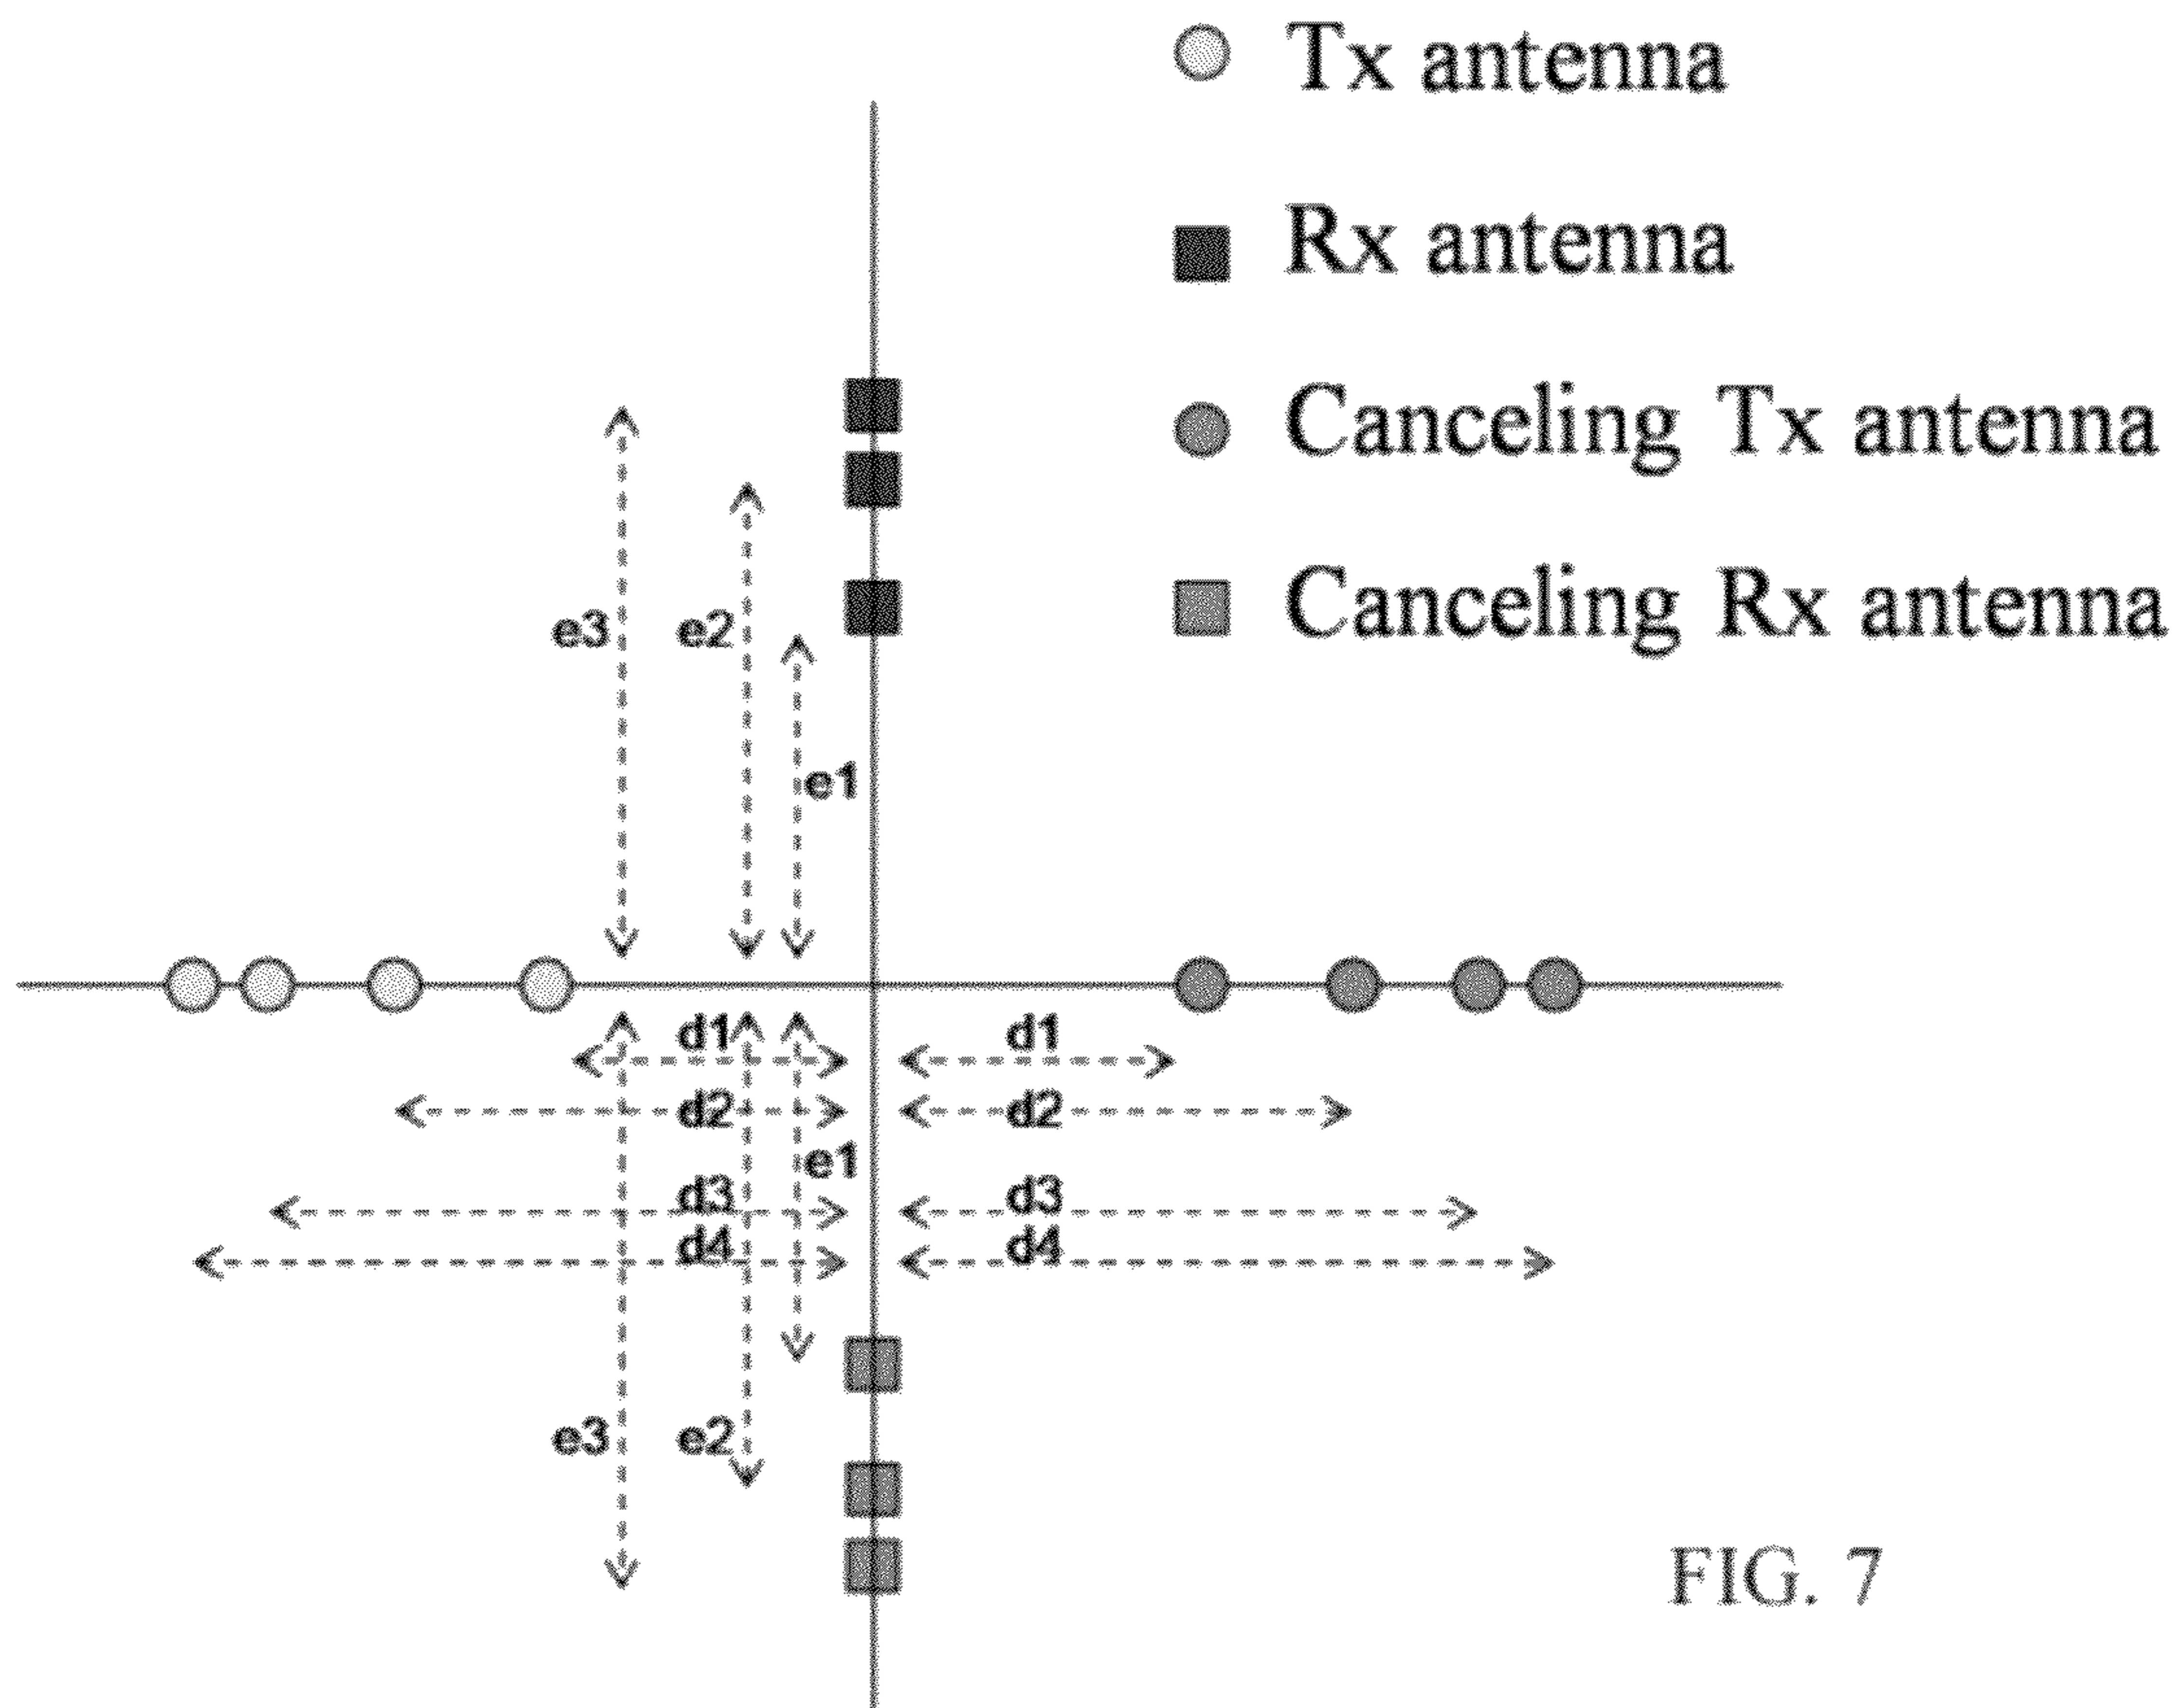 Tx antenna
Rx antenna
Canceling Tx antenna
Canceling Rx antenna
e3
e2
e1
d1
d1
d2
d2
e1
d3
d3
d4
d4
e3
e2
FIG. 7